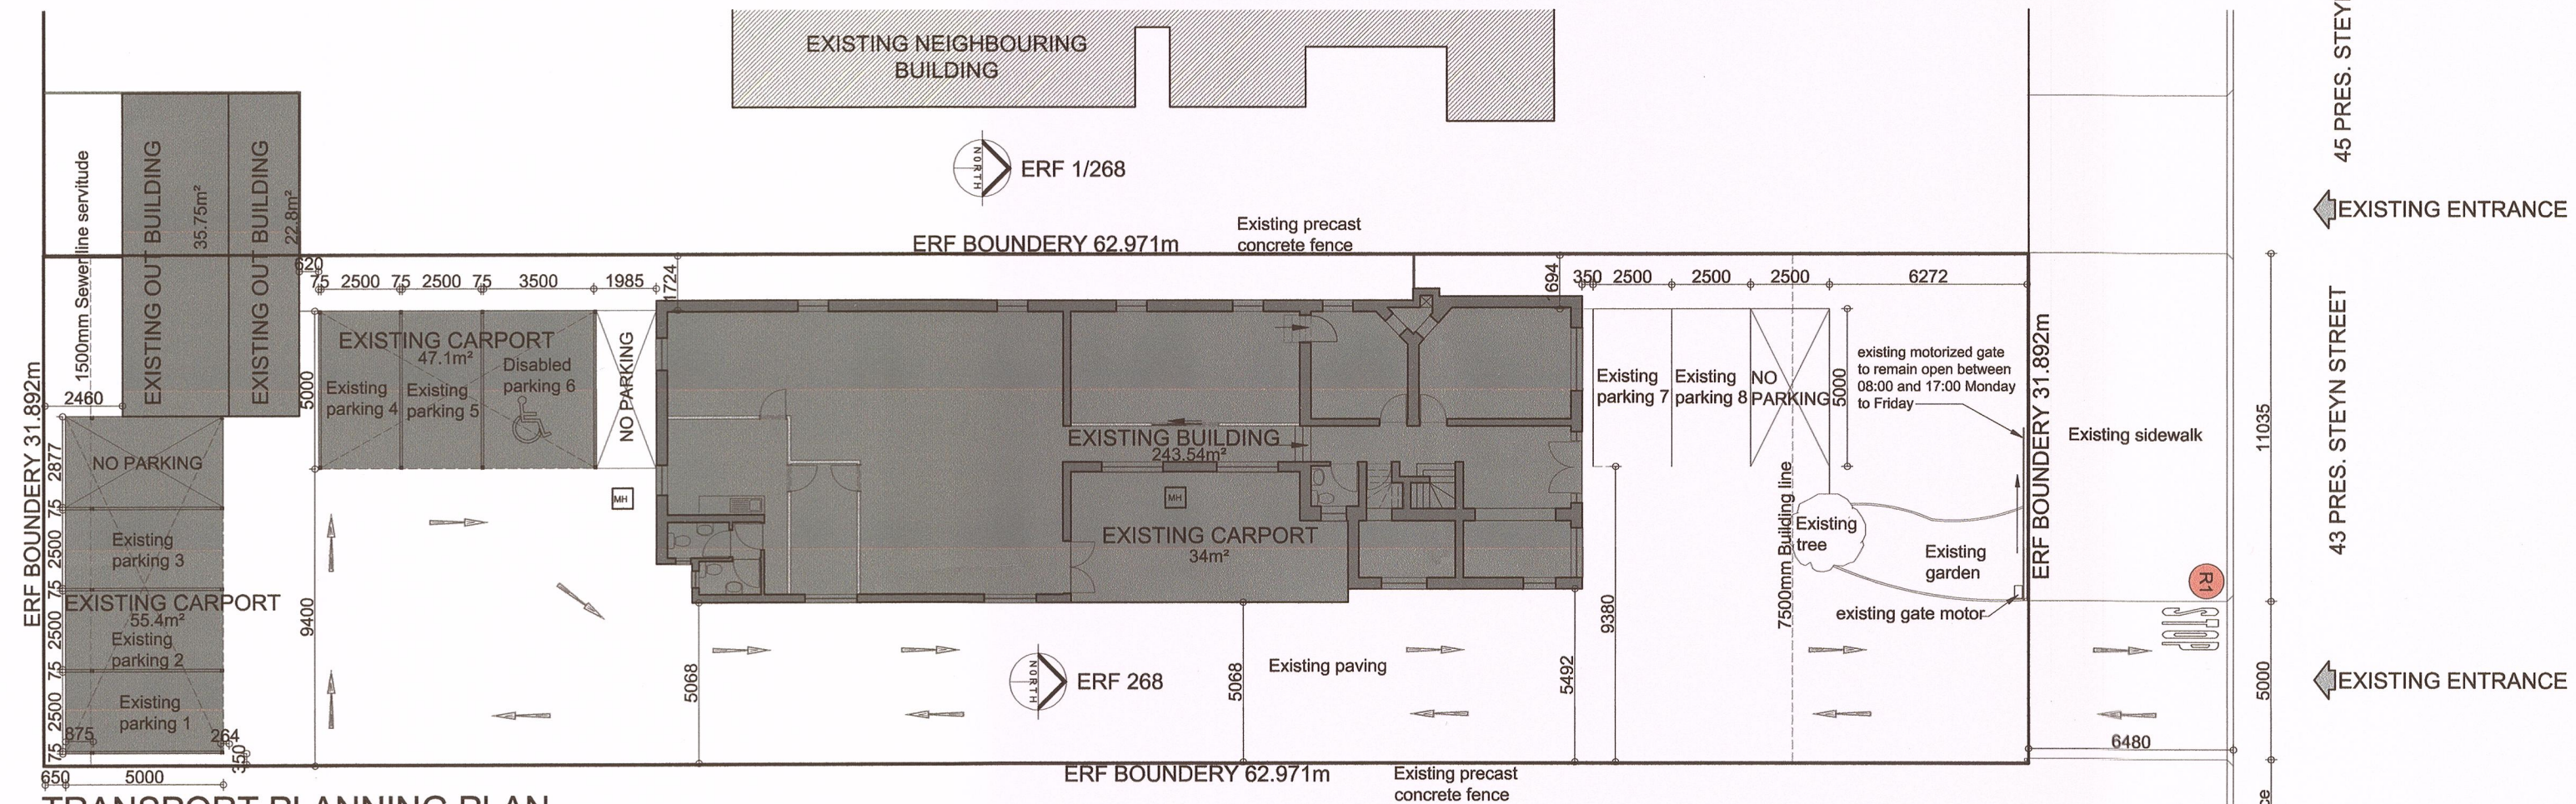 EXISTING NEIGHBOURING
BUILDING
45 PRES. STEY
EXISTING ENTRANCE
NORTH
ERF 1/268
Existing precast
concrete fence
ERF BOUNDERY 62.971m
1500mm Sewer line servitude
EXISTING OUT BUILDING
35.75m²
EXISTING OUT BUILDING
22.8m²
620
75
2500
75
2500
75
3500
1985
1724
694
350
2500
2500
2500
6272
ERF BOUNDERY 31.892m
2460
5000
EXISTING CARPORT
47.1m²
Existing
parking 4
Existing
parking 5
Disabled
parking 6
NO PARKING
Existing
parking 7
Existing
parking 8
NO
PARKING
5000
existing motorized gate
to remain open between
08:00 and 17:00 Monday
to Friday
ERF BOUNDERY 31.892m
Existing sidewalk
11035
43 PRES. STEYN STREET
EXISTING BUILDING
243.54m²
MH
MH
EXISTING CARPORT
34m²
7500mm Building line
Existing
tree
Existing
garden
existing gate motor
R1
STOP
NO PARKING
2877
75
2500
75
2500
75
2500
75
Existing
parking 3
EXISTING CARPORT
55.4m²
Existing
parking 2
Existing
parking 1
875
264
350
650
5000
9400
5068
NORTH
ERF 268
5068
Existing paving
5492
9380
5000
EXISTING ENTRANCE
6480
ERF BOUNDERY 62.971m
Existing precast
concrete fence
TRANSPORT PLANNING PLAN